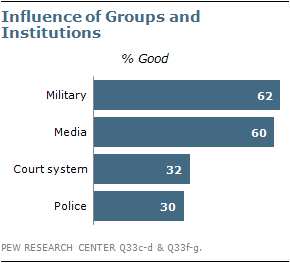 Influence of Groups and
Institutions
% Good
Military 62
Media 60
Court system 32
Police 30
PEW RESEARCH CENTER Q33c-d & Q33f-g.